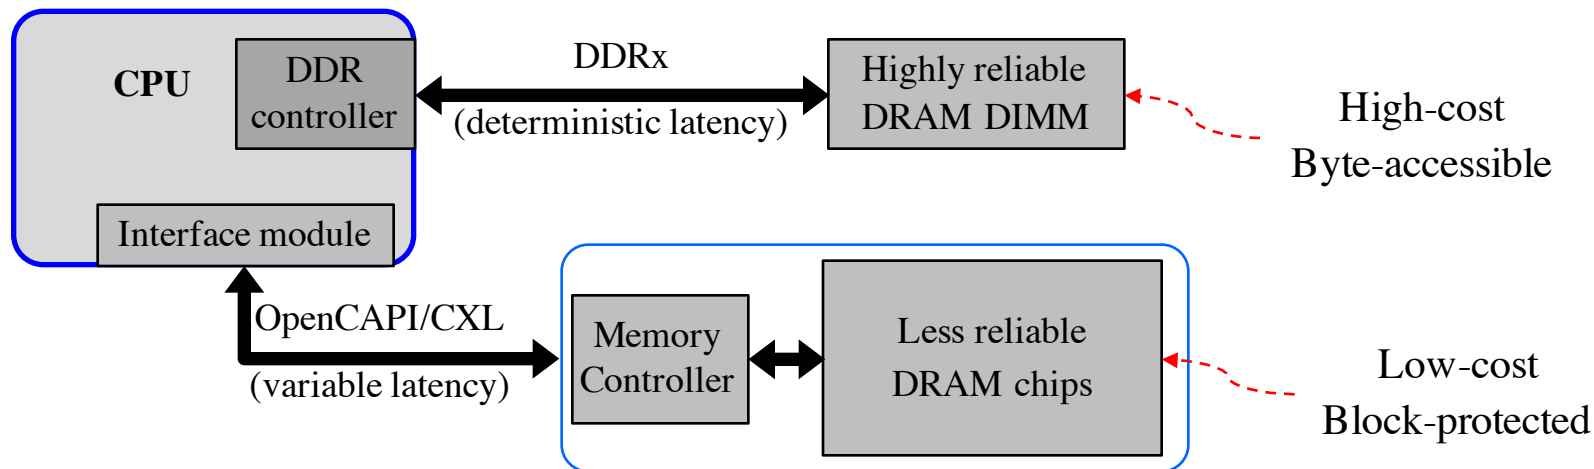 CPU
DDR
controller
DDRx
(deterministic latency)
Highly reliable
DRAM DIMM
High-cost
Byte-accessible
Interface module
OpenCAPI/CXL
(variable latency)
Memory
Controller
Less reliable
DRAM chips
Low-cost
Block-protected